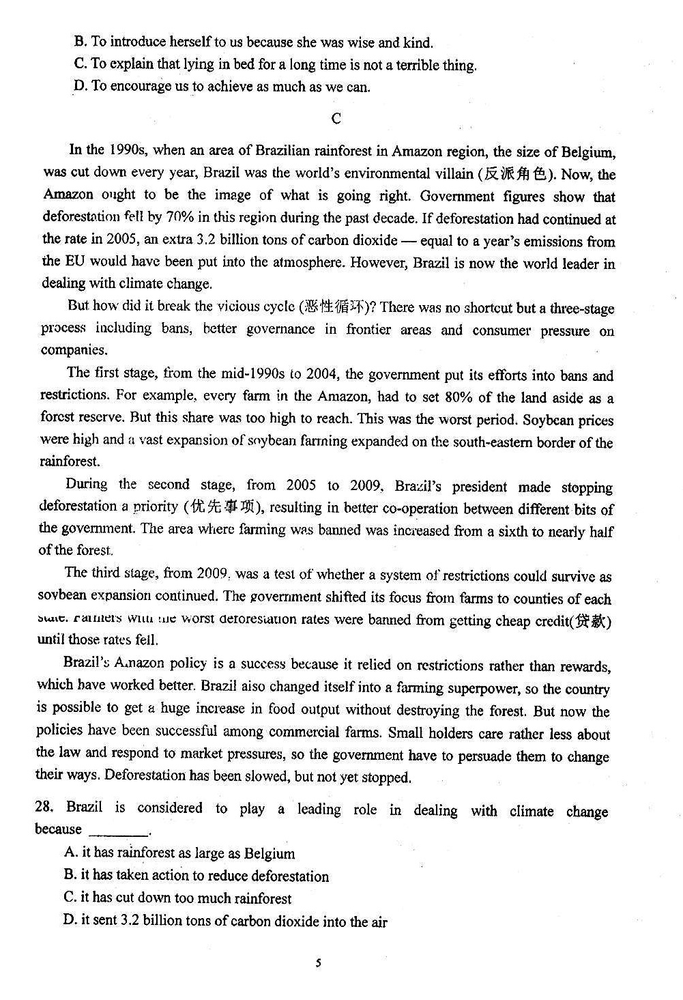 B. To introduce herself to us because she was wise and kind.
C. To explain that lying in bed for a long time is not a terrible thing.
D. To encourage us to achieve as much as we can.
C
In the 1990s, when an area of Brazilian rainforest in Amazon region, the size of Belgium,
was cut down every year, Brazil was the world's environmental villain (反派角色). Now, the
Amazon ought to be the image of what is going right. Government figures show that
deforestation fell by 70% in this region during the past decade. If deforestation had continued at
the rate in 2005, an extra 3.2 billion tons of carbon dioxide — equal to a year's emissions from
the EU would have been put into the atmosphere. However, Brazil is now the world leader in
dealing with climate change.
But how did it break the vicious cycle (恶性循环)? There was no shortcut but a three-stage
process including bans, better governance in frontier areas and consumer pressure on
companies.
The first stage, from the mid-1990s to 2004, the government put its efforts into bans and
restrictions. For example, every farm in the Amazon, had to set 80% of the land aside as a
forest reserve. But this share was too high to reach. This was the worst period. Soybean prices
were high and a vast expansion of soybean farming expanded on the south-eastern border of the
rainforest.
During the second stage, from 2005 to 2009, Brazil's president made stopping
deforestation a priority (优先事项), resulting in better co-operation between different bits of
the government. The area where farming was banned was increased from a sixth to nearly half
of the forest.
The third stage, from 2009, was a test of whether a system of restrictions could survive as
soybean expansion continued. The government shifted its focus from farms to counties of each
state. Farmers with the worst deforestation rates were banned from getting cheap credit(贷款)
until those rates fell.
Brazil's Amazon policy is a success because it relied on restrictions rather than rewards,
which have worked better. Brazil also changed itself into a farming superpower, so the country
is possible to get a huge increase in food output without destroying the forest. But now the
policies have been successful among commercial farms. Small holders care rather less about
the law and respond to market pressures, so the government have to persuade them to change
their ways. Deforestation has been slowed, but not yet stopped.
28. Brazil is considered to play a leading role in dealing with climate change
because ________.
A. it has rainforest as large as Belgium
B. it has taken action to reduce deforestation
C. it has cut down too much rainforest
D. it sent 3.2 billion tons of carbon dioxide into the air
5